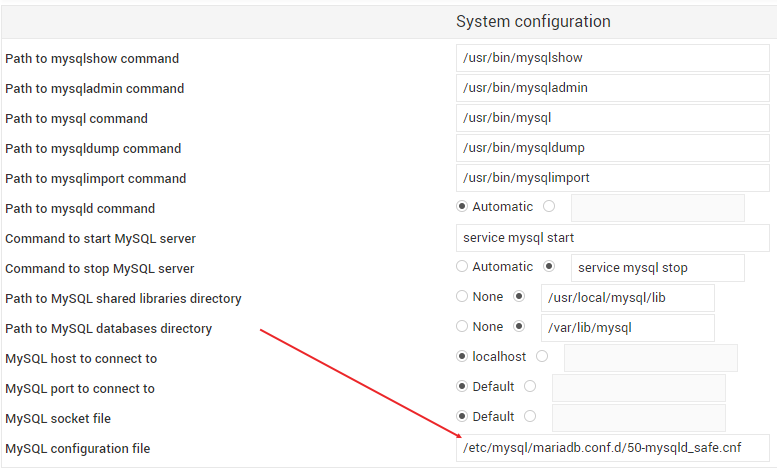 System configuration
Path to mysqlshow command /usr/bin/mysqlshow
Path to mysqladmin command /usr/bin/mysqladmin
Path to mysql command /usr/bin/mysql
Path to mysqldump command /usr/bin/mysqldump
Path to mysqlimport command /usr/bin/mysqlimport
Path to mysqld command Automatic
Command to start MySQL server service mysql start
Command to stop MySQL server Automatic service mysql stop
Path to MySQL shared libraries directory None /usr/local/mysql/lib
Path to MySQL databases directory None /var/lib/mysql
MySQL host to connect to localhost
MySQL port to connect to Default
MySQL socket file Default
MySQL configuration file /etc/mysql/mariadb.conf.d/50-mysqld_safe.cnf